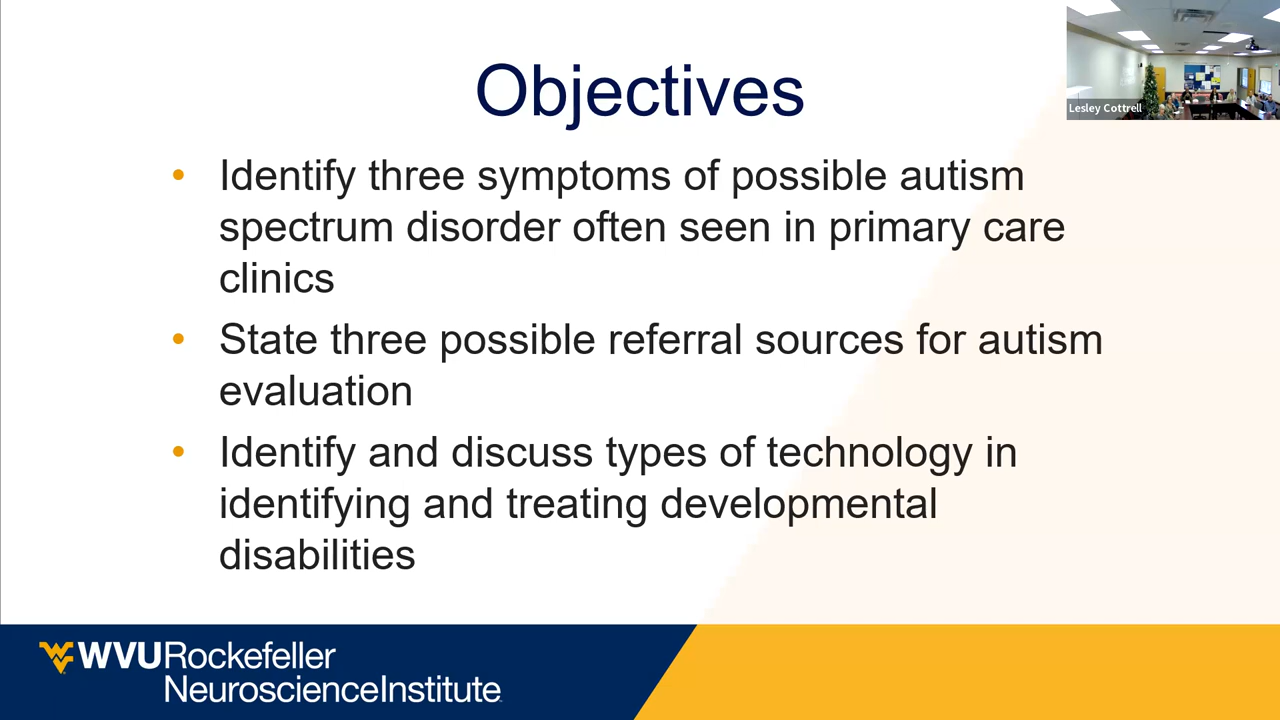 Objectives
Lesley Cottrell
• Identify three symptoms of possible autism
spectrum disorder often seen in primary care
clinics
• State three possible referral sources for autism
evaluation
• Identify and discuss types of technology in
identifying and treating developmental
disabilities
WVURockefeller
NeuroscienceInstitute